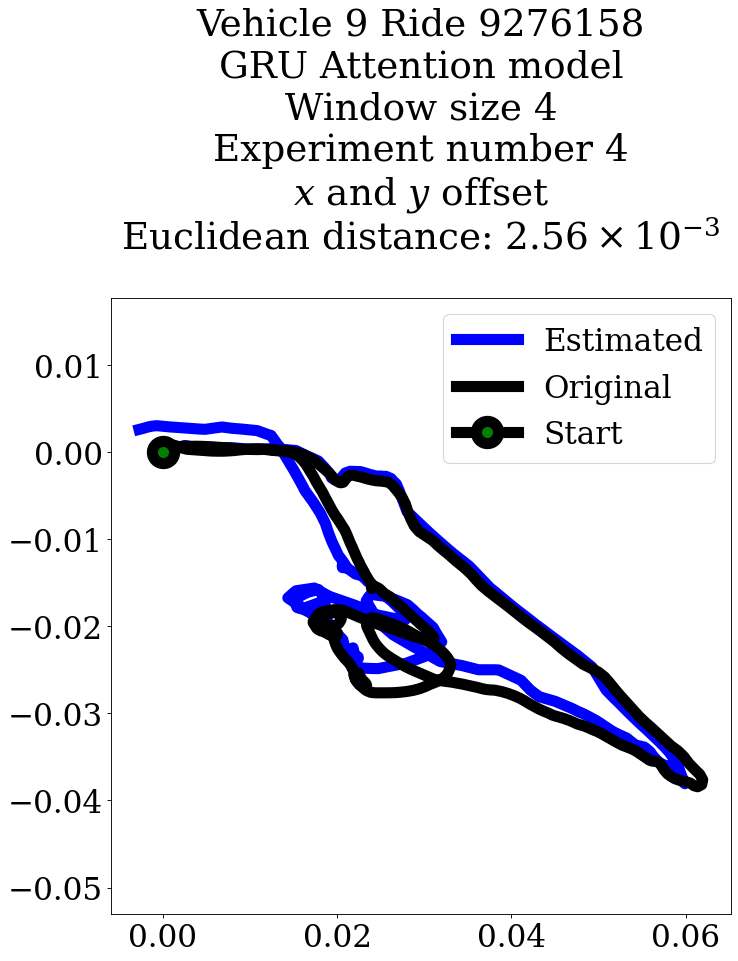 Vehicle 9 Ride 9276158
GRU Attention model
Window size 4
Experiment number 4
x and y offset
Euclidean distance: 2.56 × 10⁻³
Estimated
Original
Start
0.01
0.00
−0.01
−0.02
−0.03
−0.04
−0.05
0.00 0.02 0.04 0.06